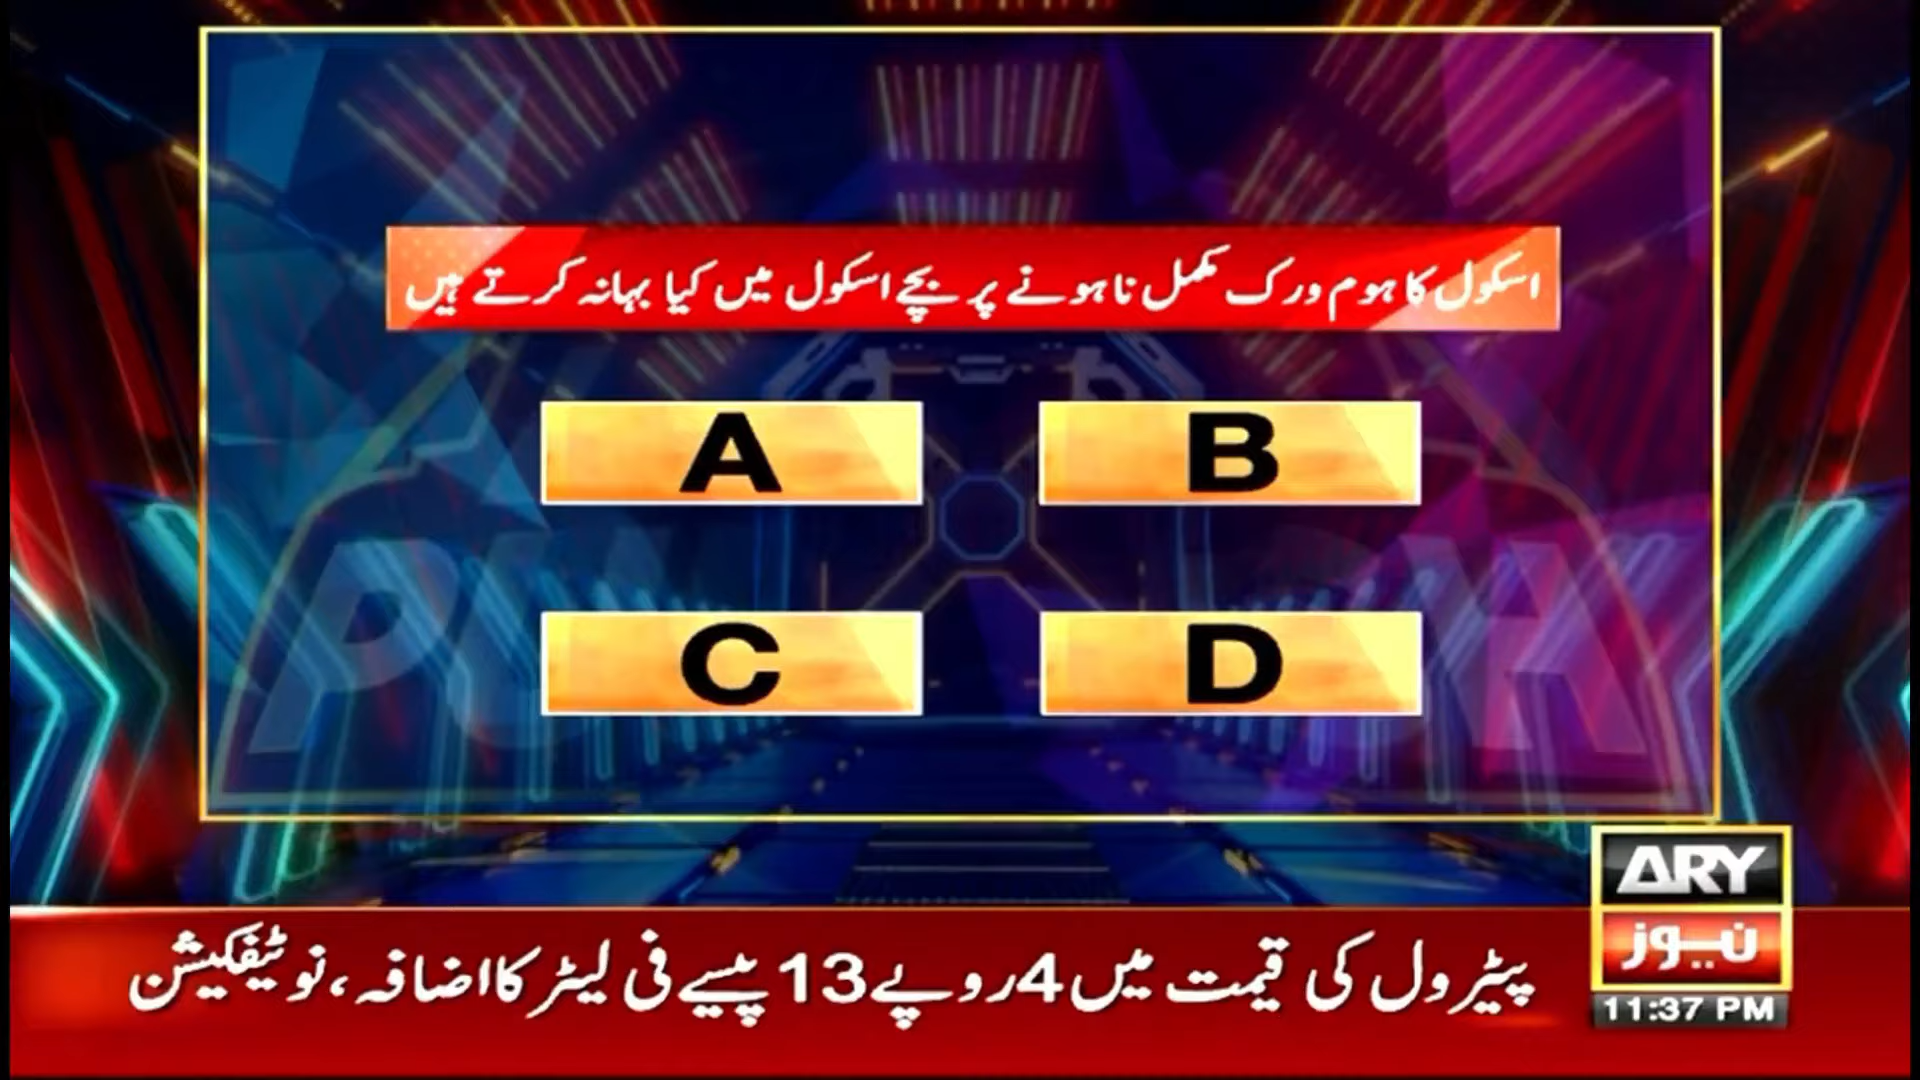 اسکول کا ہوم ورک مکمل نا ہونے پر بچے اسکول میں کیا بہانہ کرتے ہیں
A B
C D
ARY
نیوز
پیٹرول کی قیمت میں 4 روپے 13 پیسے فی لیٹر کا اضافہ، نوٹیفکیشن
11:37 PM